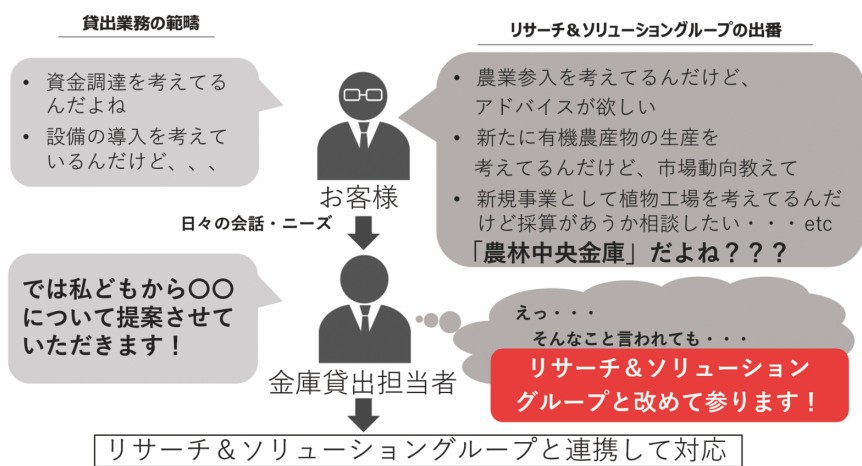 貸出業務の範疇
リサーチ＆ソリューショングループの出番
• 資金調達を考えてる
んだよね
• 設備の導入を考えて
いるんだけど、、、
• 農業参入を考えてるんだけど、
アドバイスが欲しい
• 新たに有機農産物の生産を
考えてるんだけど、市場動向教えて
• 新規事業として植物工場を考えてるんだ
けど採算があうか相談したい・・・etc
「農林中央金庫」だよね？？？
お客様
日々の会話・ニーズ
では私どもから〇〇
について提案させて
いただきます！
えっ・・・
そんなこと言われても・・・
リサーチ＆ソリューション
グループと改めて参ります！
金庫貸出担当者
リサーチ＆ソリューショングループと連携して対応